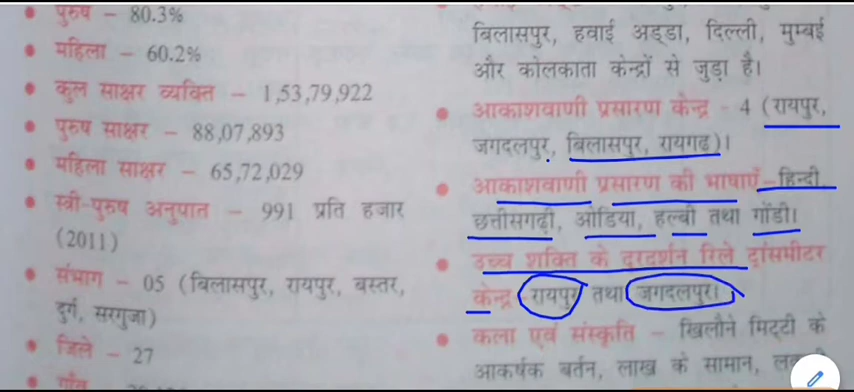 पुरुष – 80.3%
महिला – 60.2%
कुल साक्षर व्यक्ति – 1,53,79,922
पुरुष साक्षर – 88,07,893
महिला साक्षर – 65,72,029
स्त्री-पुरुष अनुपात – 991 प्रति हजार
(2011)
संभाग – 05 (बिलासपुर, रायपुर, बस्तर,
दुर्ग, सरगुजा)
जिले – 27
बिलासपुर, हवाई अड्डा, दिल्ली, मुम्बई
और कोलकाता केन्द्रों से जुड़ा है।
आकाशवाणी प्रसारण केन्द्र - 4 (रायपुर,
जगदलपुर, बिलासपुर, रायगढ)।
आकाशवाणी प्रसारण की भाषाएँ–हिन्दी,
छत्तीसगढ़ी, ओडिया, हल्बी तथा गोंडी।
उच्च शक्ति के दूरदर्शन रिले ट्रांसमीटर
केन्द्र रायपुर तथा जगदलपुर।
कला एवं संस्कृति – खिलौने मिट्टी के
आकर्षक बर्तन, लाख के सामान,